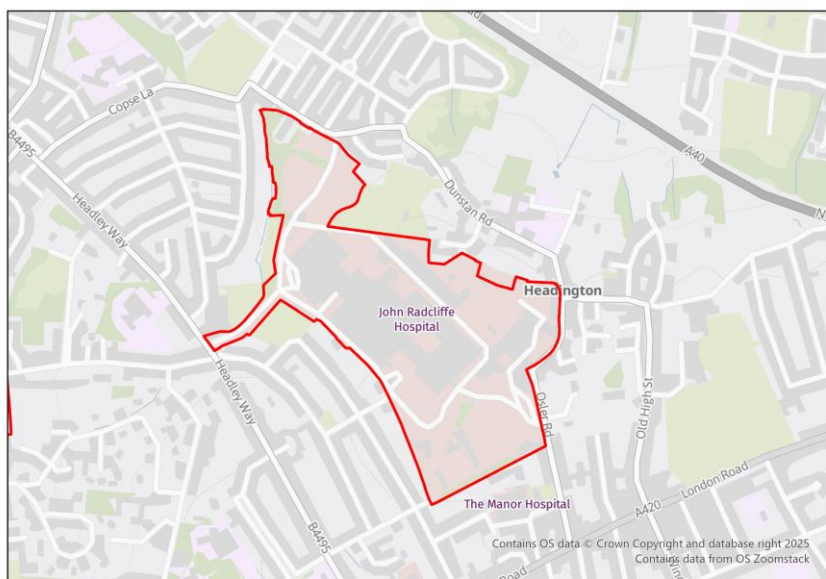 Copse La
B4495
Headley Way
A40
Dunstan Rd
Headington
John Radcliffe
Hospital
Headley Way
Osler Rd
Old High St
London Road
A420
The Manor Hospital
B4495
Road
Contains OS data © Crown Copyright and database right 2025
Contains data from OS Zoomstack